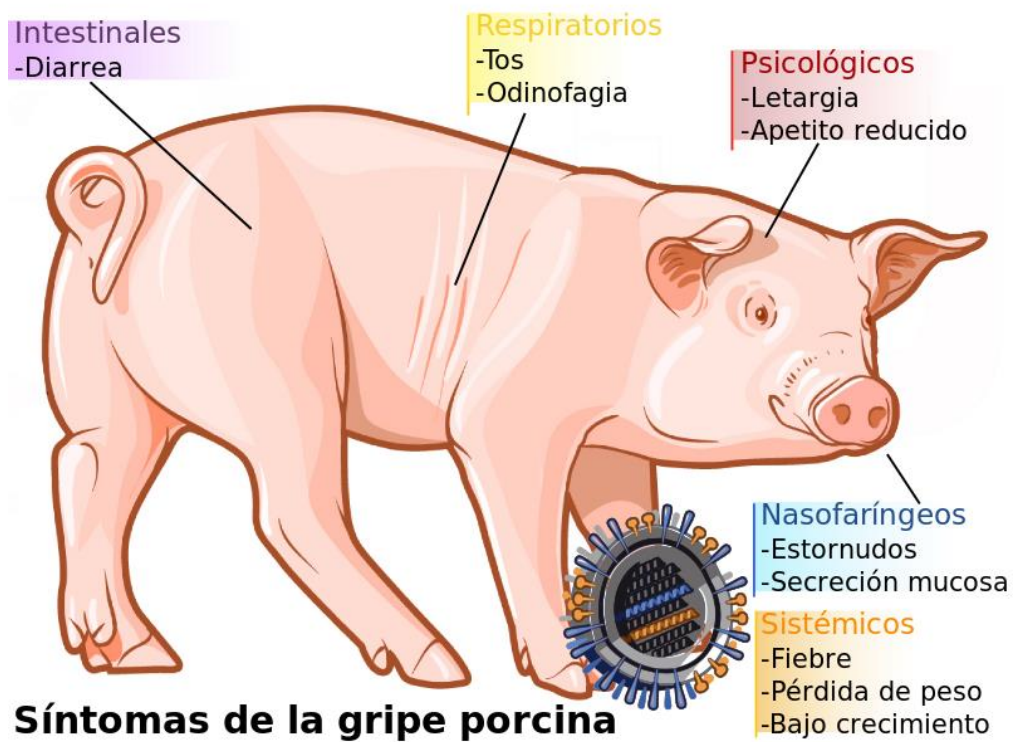 Intestinales
-Diarrea
Respiratorios
-Tos
-Odinofagia
Psicológicos
-Letargia
-Apetito reducido
Nasofaríngeos
-Estornudos
-Secreción mucosa
Sistémicos
-Fiebre
-Pérdida de peso
-Bajo crecimiento
Síntomas de la gripe porcina